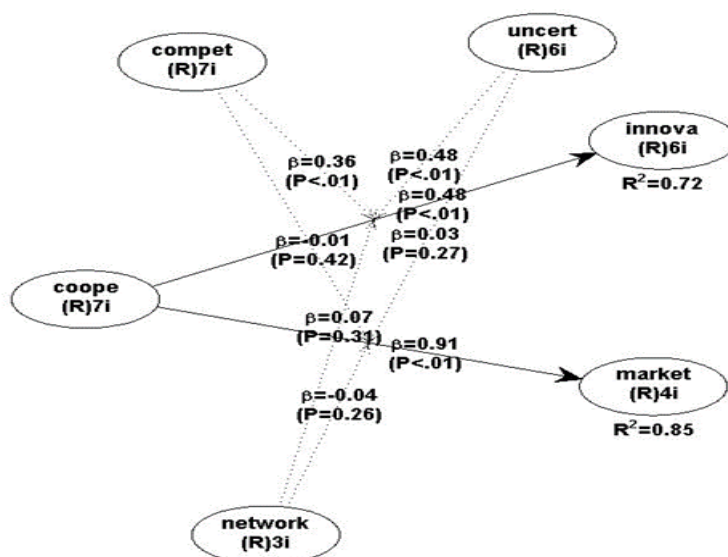 compet
(R)7i
uncert
(R)6i
innova
(R)6i
R²=0.72
β=0.36
(P<.01)
β=0.48
(P<.01)
β=0.48
(P<.01)
β=-0.01
(P=0.42)
β=0.03
(P=0.27)
coope
(R)7i
β=0.07
(P=0.31)
β=0.91
(P<.01)
market
(R)4i
R²=0.85
β=-0.04
(P=0.26)
network
(R)3i